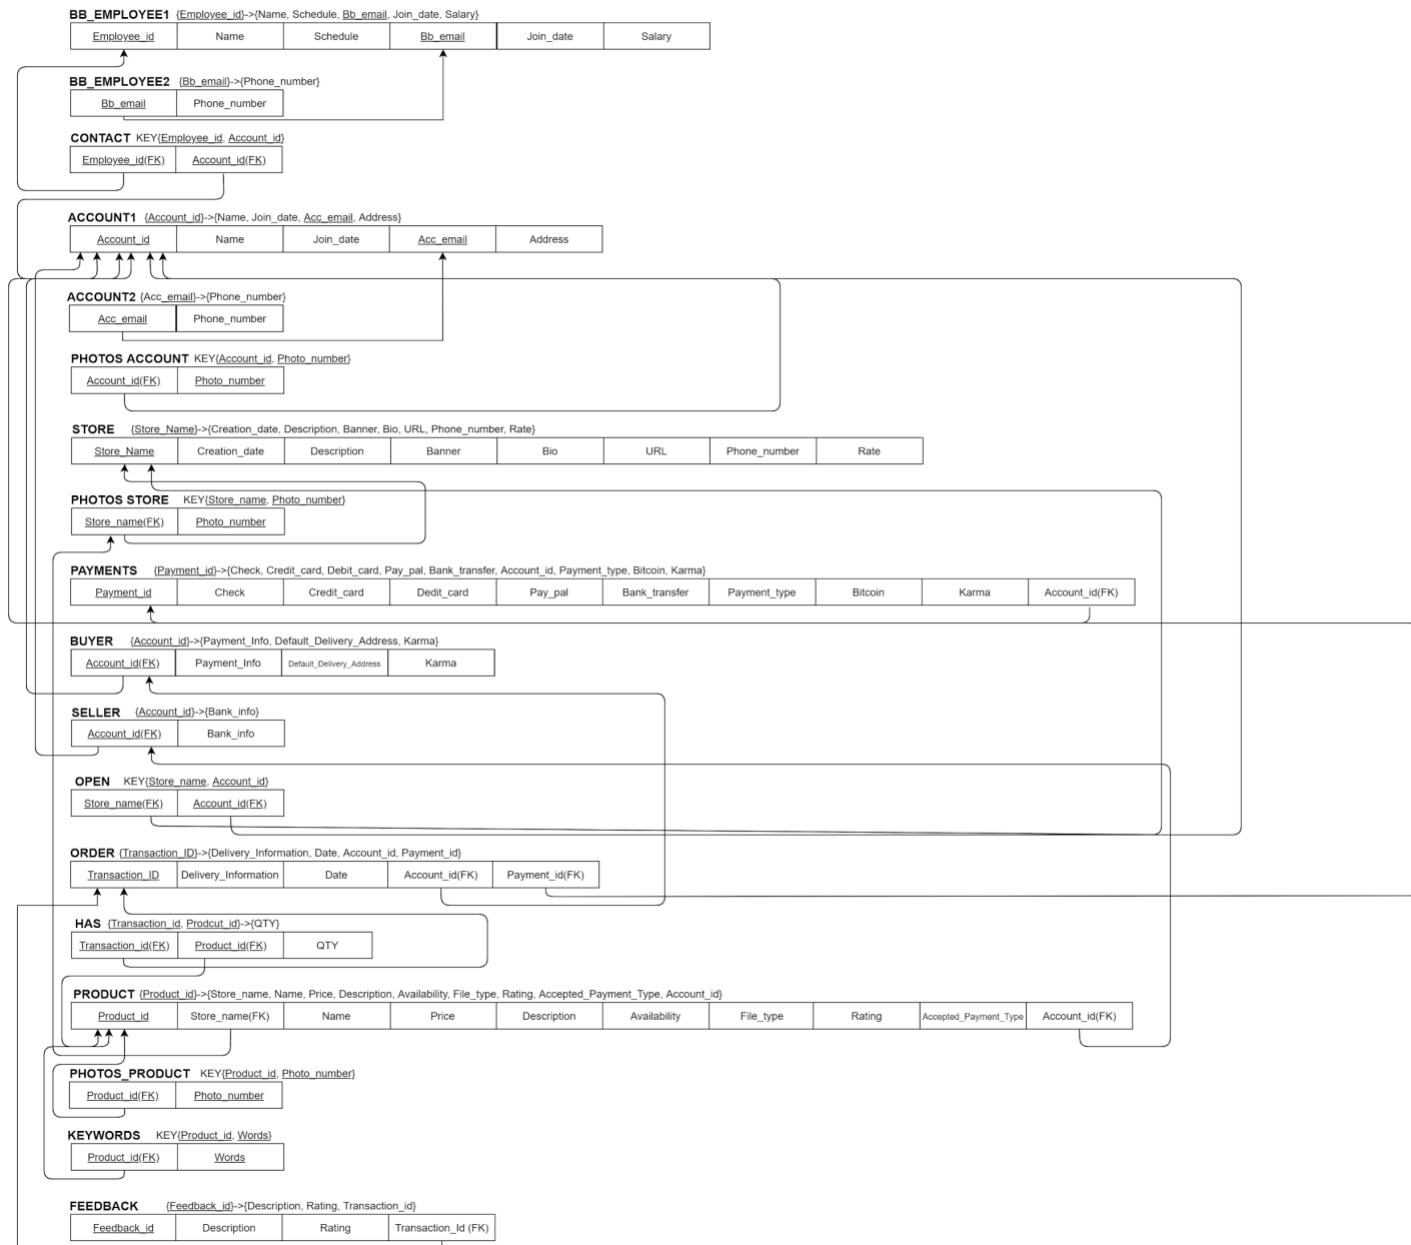 BB_EMPLOYEE1 {Employee_id}->{Name, Schedule, Bb_email, Join_date, Salary}
Employee_id Name Schedule Bb_email Join_date Salary
BB_EMPLOYEE2 {Bb_email}->{Phone_number}
Bb_email Phone_number
CONTACT KEY{Employee_id, Account_id}
Employee_id(FK) Account_id(FK)
ACCOUNT1 {Account_id}->{Name, Join_date, Acc_email, Address}
Account_id Name Join_date Acc_email Address
ACCOUNT2 {Acc_email}->{Phone_number}
Acc_email Phone_number
PHOTOS ACCOUNT KEY{Account_id, Photo_number}
Account_id(FK) Photo_number
STORE {Store_Name}->{Creation_date, Description, Banner, Bio, URL, Phone_number, Rate}
Store_Name Creation_date Description Banner Bio URL Phone_number Rate
PHOTOS STORE KEY{Store_name, Photo_number}
Store_name(FK) Photo_number
PAYMENTS {Payment_id}->{Check, Credit_card, Debit_card, Pay_pal, Bank_transfer, Account_id, Payment_type, Bitcoin, Karma}
Payment_id Check Credit_card Dedit_card Pay_pal Bank_transfer Payment_type Bitcoin Karma Account_id(FK)
BUYER {Account_id}->{Payment_Info, Default_Delivery_Address, Karma}
Account_id(FK) Payment_Info Default_Delivery_Address Karma
SELLER {Account_id}->{Bank_info}
Account_id(FK) Bank_info
OPEN KEY{Store_name, Account_id}
Store_name(FK) Account_id(FK)
ORDER {Transaction_ID}->{Delivery_Information, Date, Account_id, Payment_id}
Transaction_ID Delivery_Information Date Account_id(FK) Payment_id(FK)
HAS {Transaction_id, Prodcut_id}->{QTY}
Transaction_id(FK) Product_id(FK) QTY
PRODUCT {Product_id}->{Store_name, Name, Price, Description, Availability, File_type, Rating, Accepted_Payment_Type, Account_id}
Product_id Store_name(FK) Name Price Description Availability File_type Rating Accepted_Payment_Type Account_id(FK)
PHOTOS_PRODUCT KEY{Product_id, Photo_number}
Product_id(FK) Photo_number
KEYWORDS KEY{Product_id, Words}
Product_id(FK) Words
FEEDBACK {Feedback_id}->{Description, Rating, Transaction_id}
Feedback_id Description Rating Transaction_Id (FK)